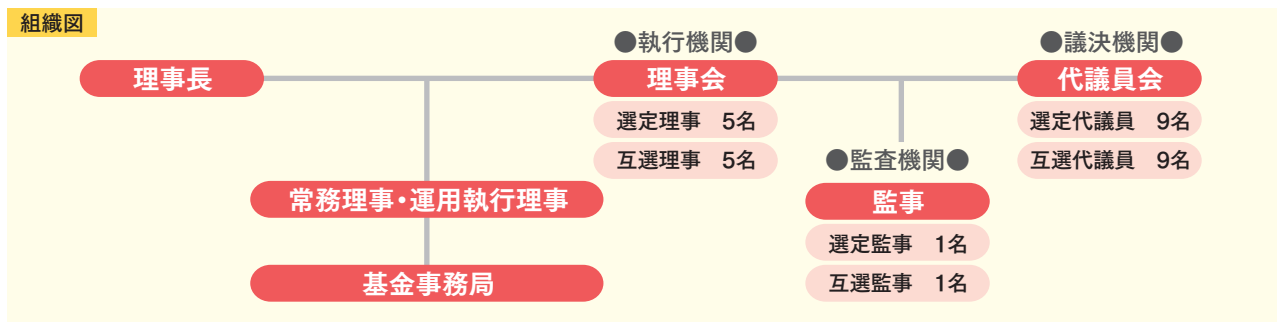 組織図
●執行機関●
●議決機関●
理事長
理事会
代議員会
選定理事 5名
互選理事 5名
選定代議員 9名
互選代議員 9名
●監査機関●
監事
選定監事 1名
互選監事 1名
常務理事・運用執行理事
基金事務局